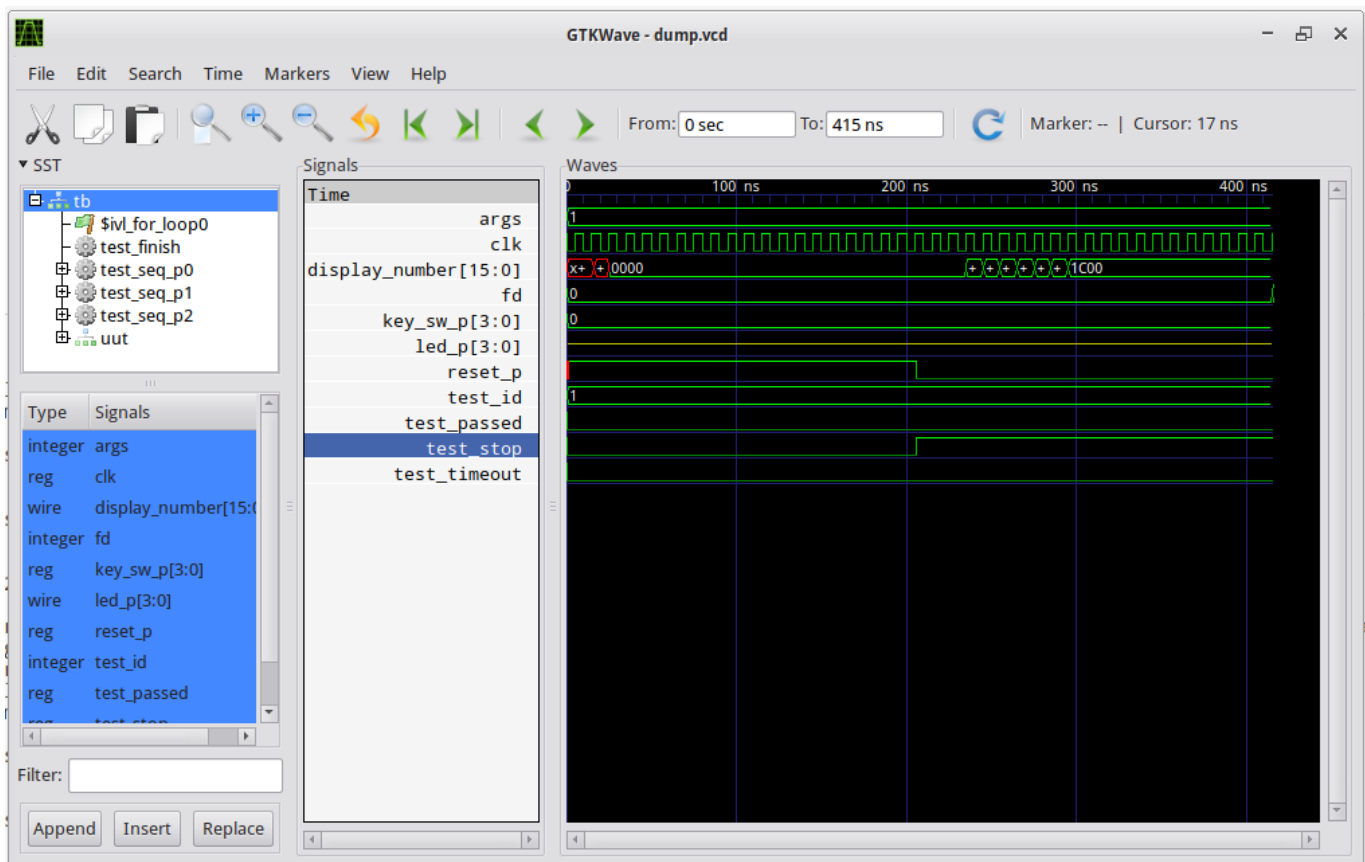 GTKWave - dump.vcd
File Edit Search Time Markers View Help
From: 0 sec To: 415 ns Marker: -- | Cursor: 17 ns
SST
tb
$ivl_for_loop0
test_finish
test_seq_p0
test_seq_p1
test_seq_p2
uut
Type Signals
integer args
reg clk
wire display_number[15:0
integer fd
reg key_sw_p[3:0]
wire led_p[3:0]
reg reset_p
integer test_id
reg test_passed
reg test_stop
Filter:
Append Insert Replace
Signals
Time
args
clk
display_number[15:0]
fd
key_sw_p[3:0]
led_p[3:0]
reset_p
test_id
test_passed
test_stop
test_timeout
Waves
0 100 ns 200 ns 300 ns 400 ns
1
x+ + 0000 + + + + + + 1C00
0
0
1